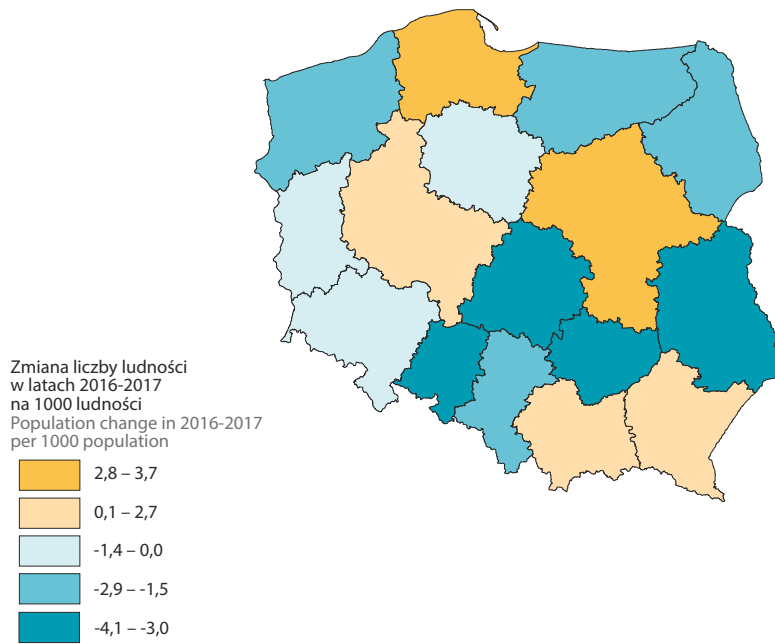 Zmiana liczby ludności
w latach 2016-2017
na 1000 ludności
Population change in 2016-2017
per 1000 population
2,8 – 3,7
0,1 – 2,7
-1,4 – 0,0
-2,9 – -1,5
-4,1 – -3,0